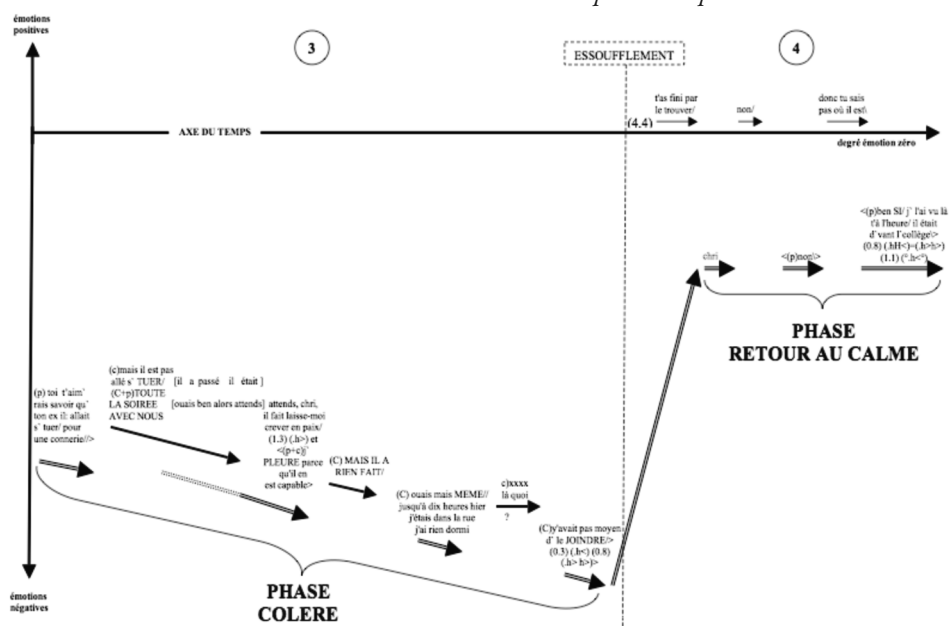 émotions
positives
3
ESSOUFFLEMENT
4
t'as fini par
le trouver/
non/
donc tu sais
pas où il est\
(4.4)
AXE DU TEMPS
degré émotion zéro
<(p)ben SI/ j' l'ai vu là
t'à l'heure/ il était
d'vant l'collège\>
(0.8) (.hH<)=(.h>h>)
(1.1) (°.h<°)
chri
<(p)non\>
PHASE
RETOUR AU CALME
(p) toi t'aim'
rais savoir qu'
ton ex il: allait
s' tuer/ pour
une connerie//>
(c)mais il est pas
allé s' TUER/ [il a passé il était ]
(C+p)TOUTE
LA SOIREE [ouais ben alors attends] attends, chri,
AVEC NOUS
il fait laisse-moi
crever en paix/
(1.3) (.h>) et
<(p+c)j'
PLEURE parce
qu'il en
est capable>
(C) MAIS IL A
RIEN FAIT/
(C) ouais mais MEME//
jusqu'à dix heures hier
j'étais dans la rue
j'ai rien dormi
c)xxxx
là quoi
?
(C)y'avait pas moyen
d' le JOINDRE/>
(0.3) (.h<) (0.8)
(.h> h>)>
PHASE
COLERE
émotions
négatives